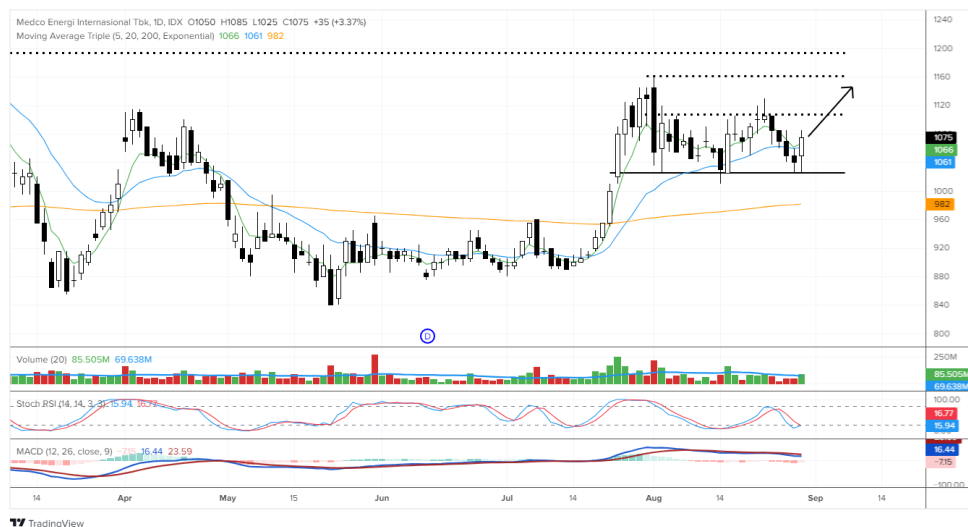 Medco Energi Internasional Tbk, 1D, IDX O1050 H1085 L1025 C1075 +35 (+3.37%)
Moving Average Triple (5, 20, 200, Exponential) 1066 1061 982
1240
1200
1160
1120
1075
1066
1061
1000
982
960
920
880
840
800
D
Volume (20) 85.505M 69.638M
250M
85.505M
69.638M
Stoch RSI (14, 14, 3, 3) 15.94 16.77
100.00
16.77
15.94
MACD (12, 26, close, 9) −7.15 16.44 23.59
16.44
−7.15
−100.00
14 Apr May 15 Jun Jul 14 Aug 14 Sep 14
TradingView